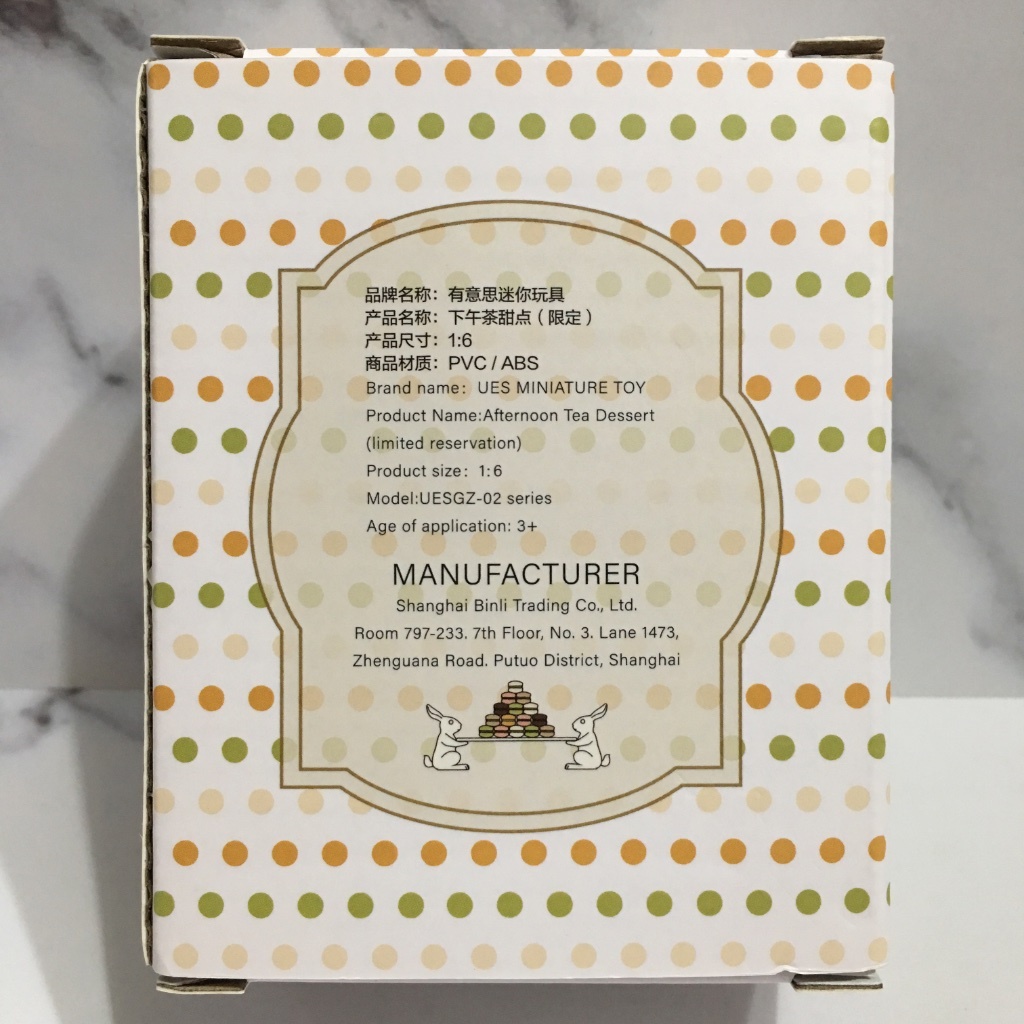 品牌名称：有意思迷你玩具
产品名称：下午茶甜点（限定）
产品尺寸：1:6
商品材质：PVC / ABS
Brand name：UES MINIATURE TOY
Product Name:Afternoon Tea Dessert
(limited reservation)
Product size：1:6
Model:UESGZ-02 series
Age of application: 3+
MANUFACTURER
Shanghai Binli Trading Co., Ltd.
Room 797-233. 7th Floor, No. 3. Lane 1473,
Zhenguana Road. Putuo District, Shanghai